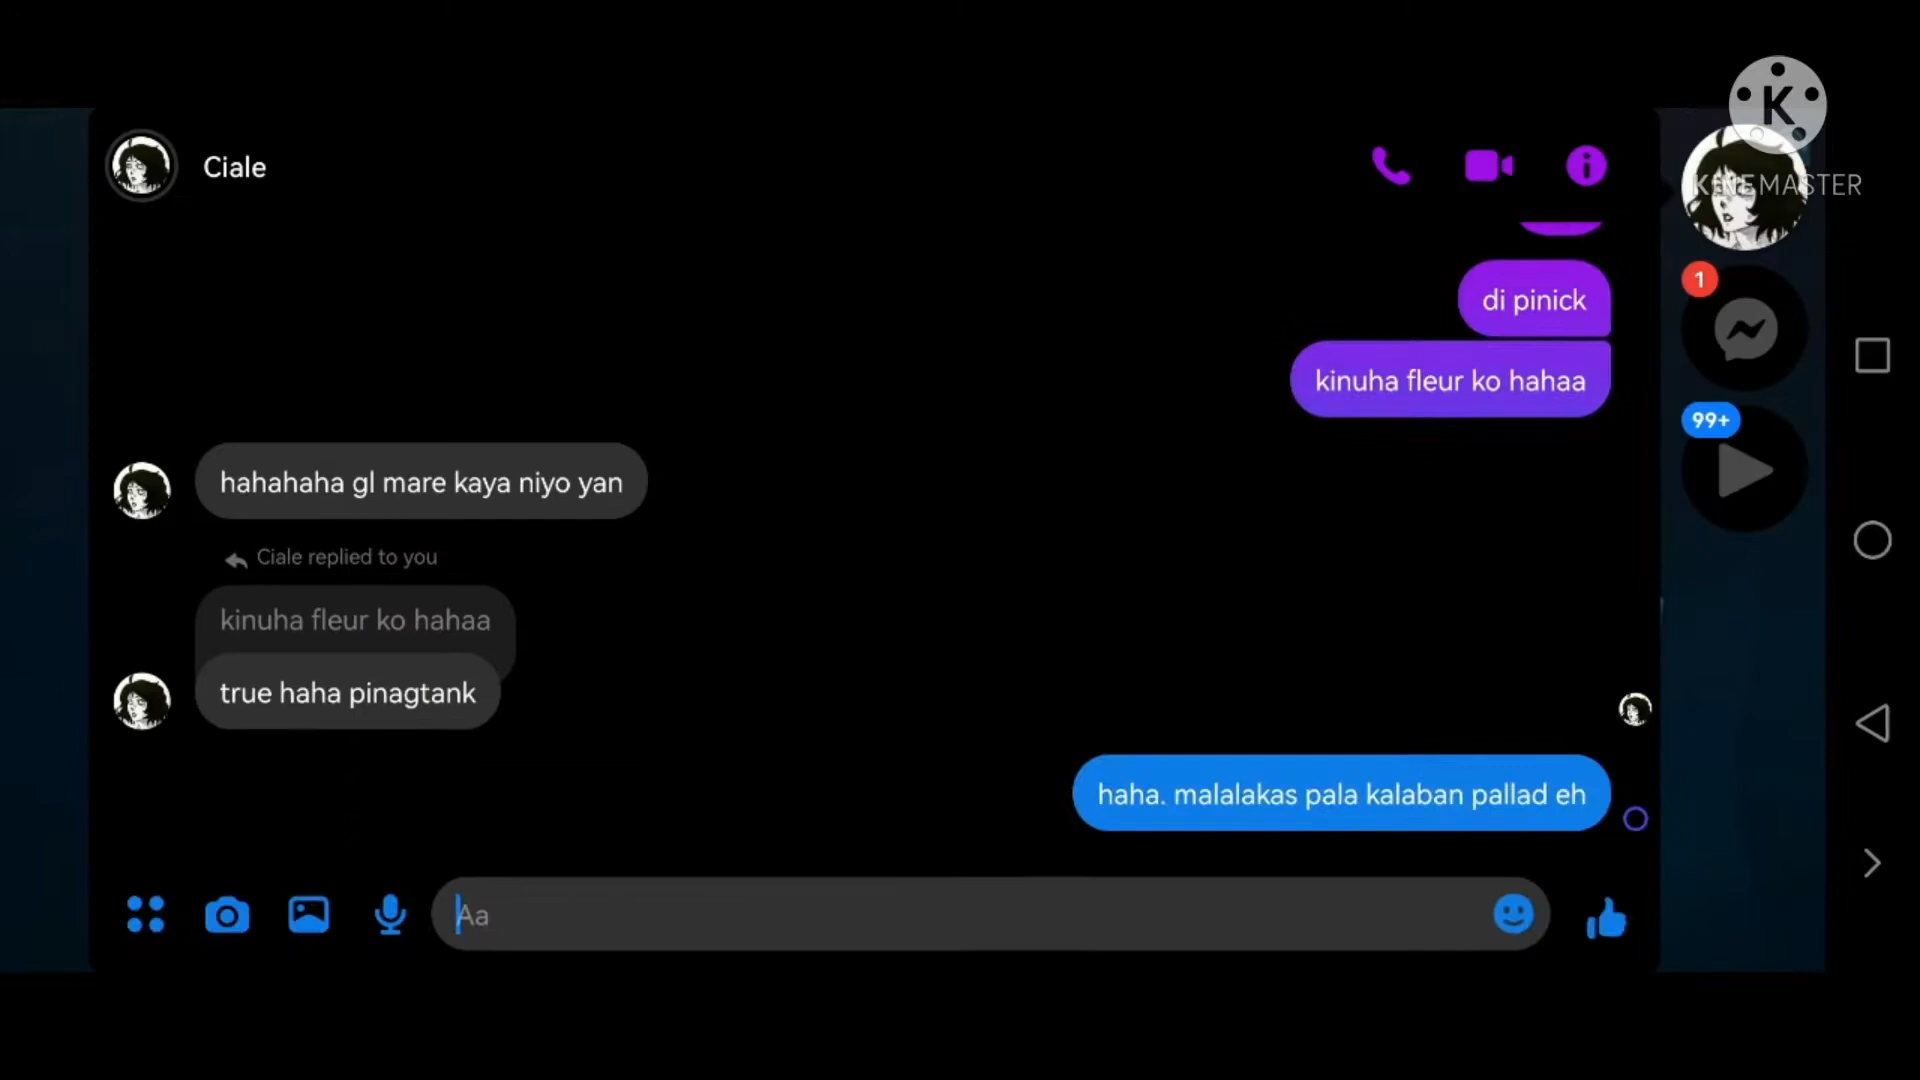 K
KINEMASTER
Ciale
di pinick
kinuha fleur ko hahaa
1
99+
hahahaha gl mare kaya niyo yan
Ciale replied to you
kinuha fleur ko hahaa
true haha pinagtank
haha. malalakas pala kalaban pallad eh
Aa